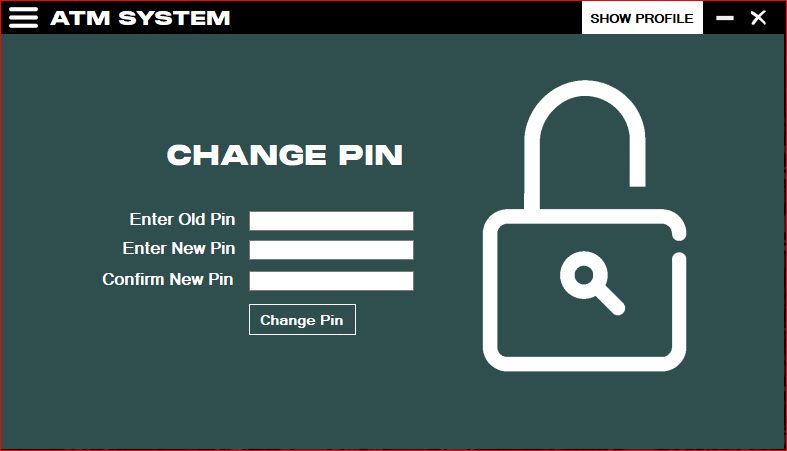 ATM SYSTEM
SHOW PROFILE
CHANGE PIN
Enter Old Pin
Enter New Pin
Confirm New Pin
Change Pin